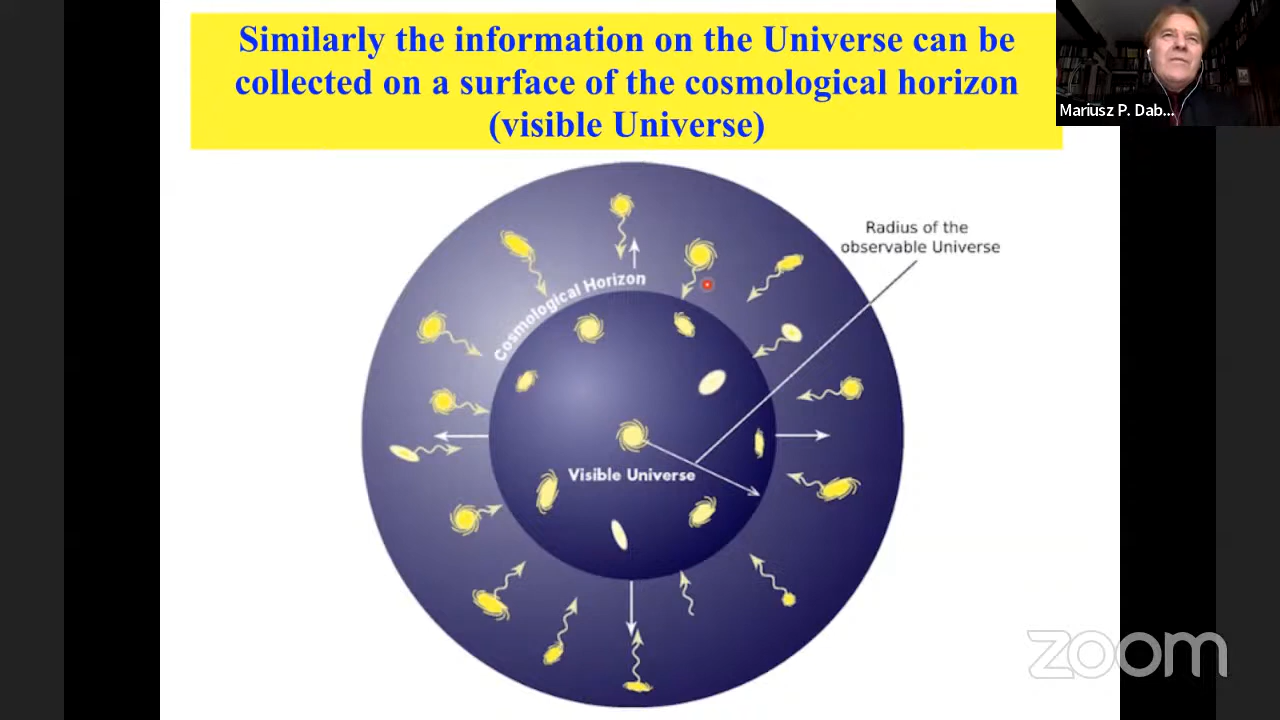 Similarly the information on the Universe can be
collected on a surface of the cosmological horizon
(visible Universe)
Mariusz P. Dab...
Radius of the
observable Universe
Cosmological Horizon
Visible Universe
zoom